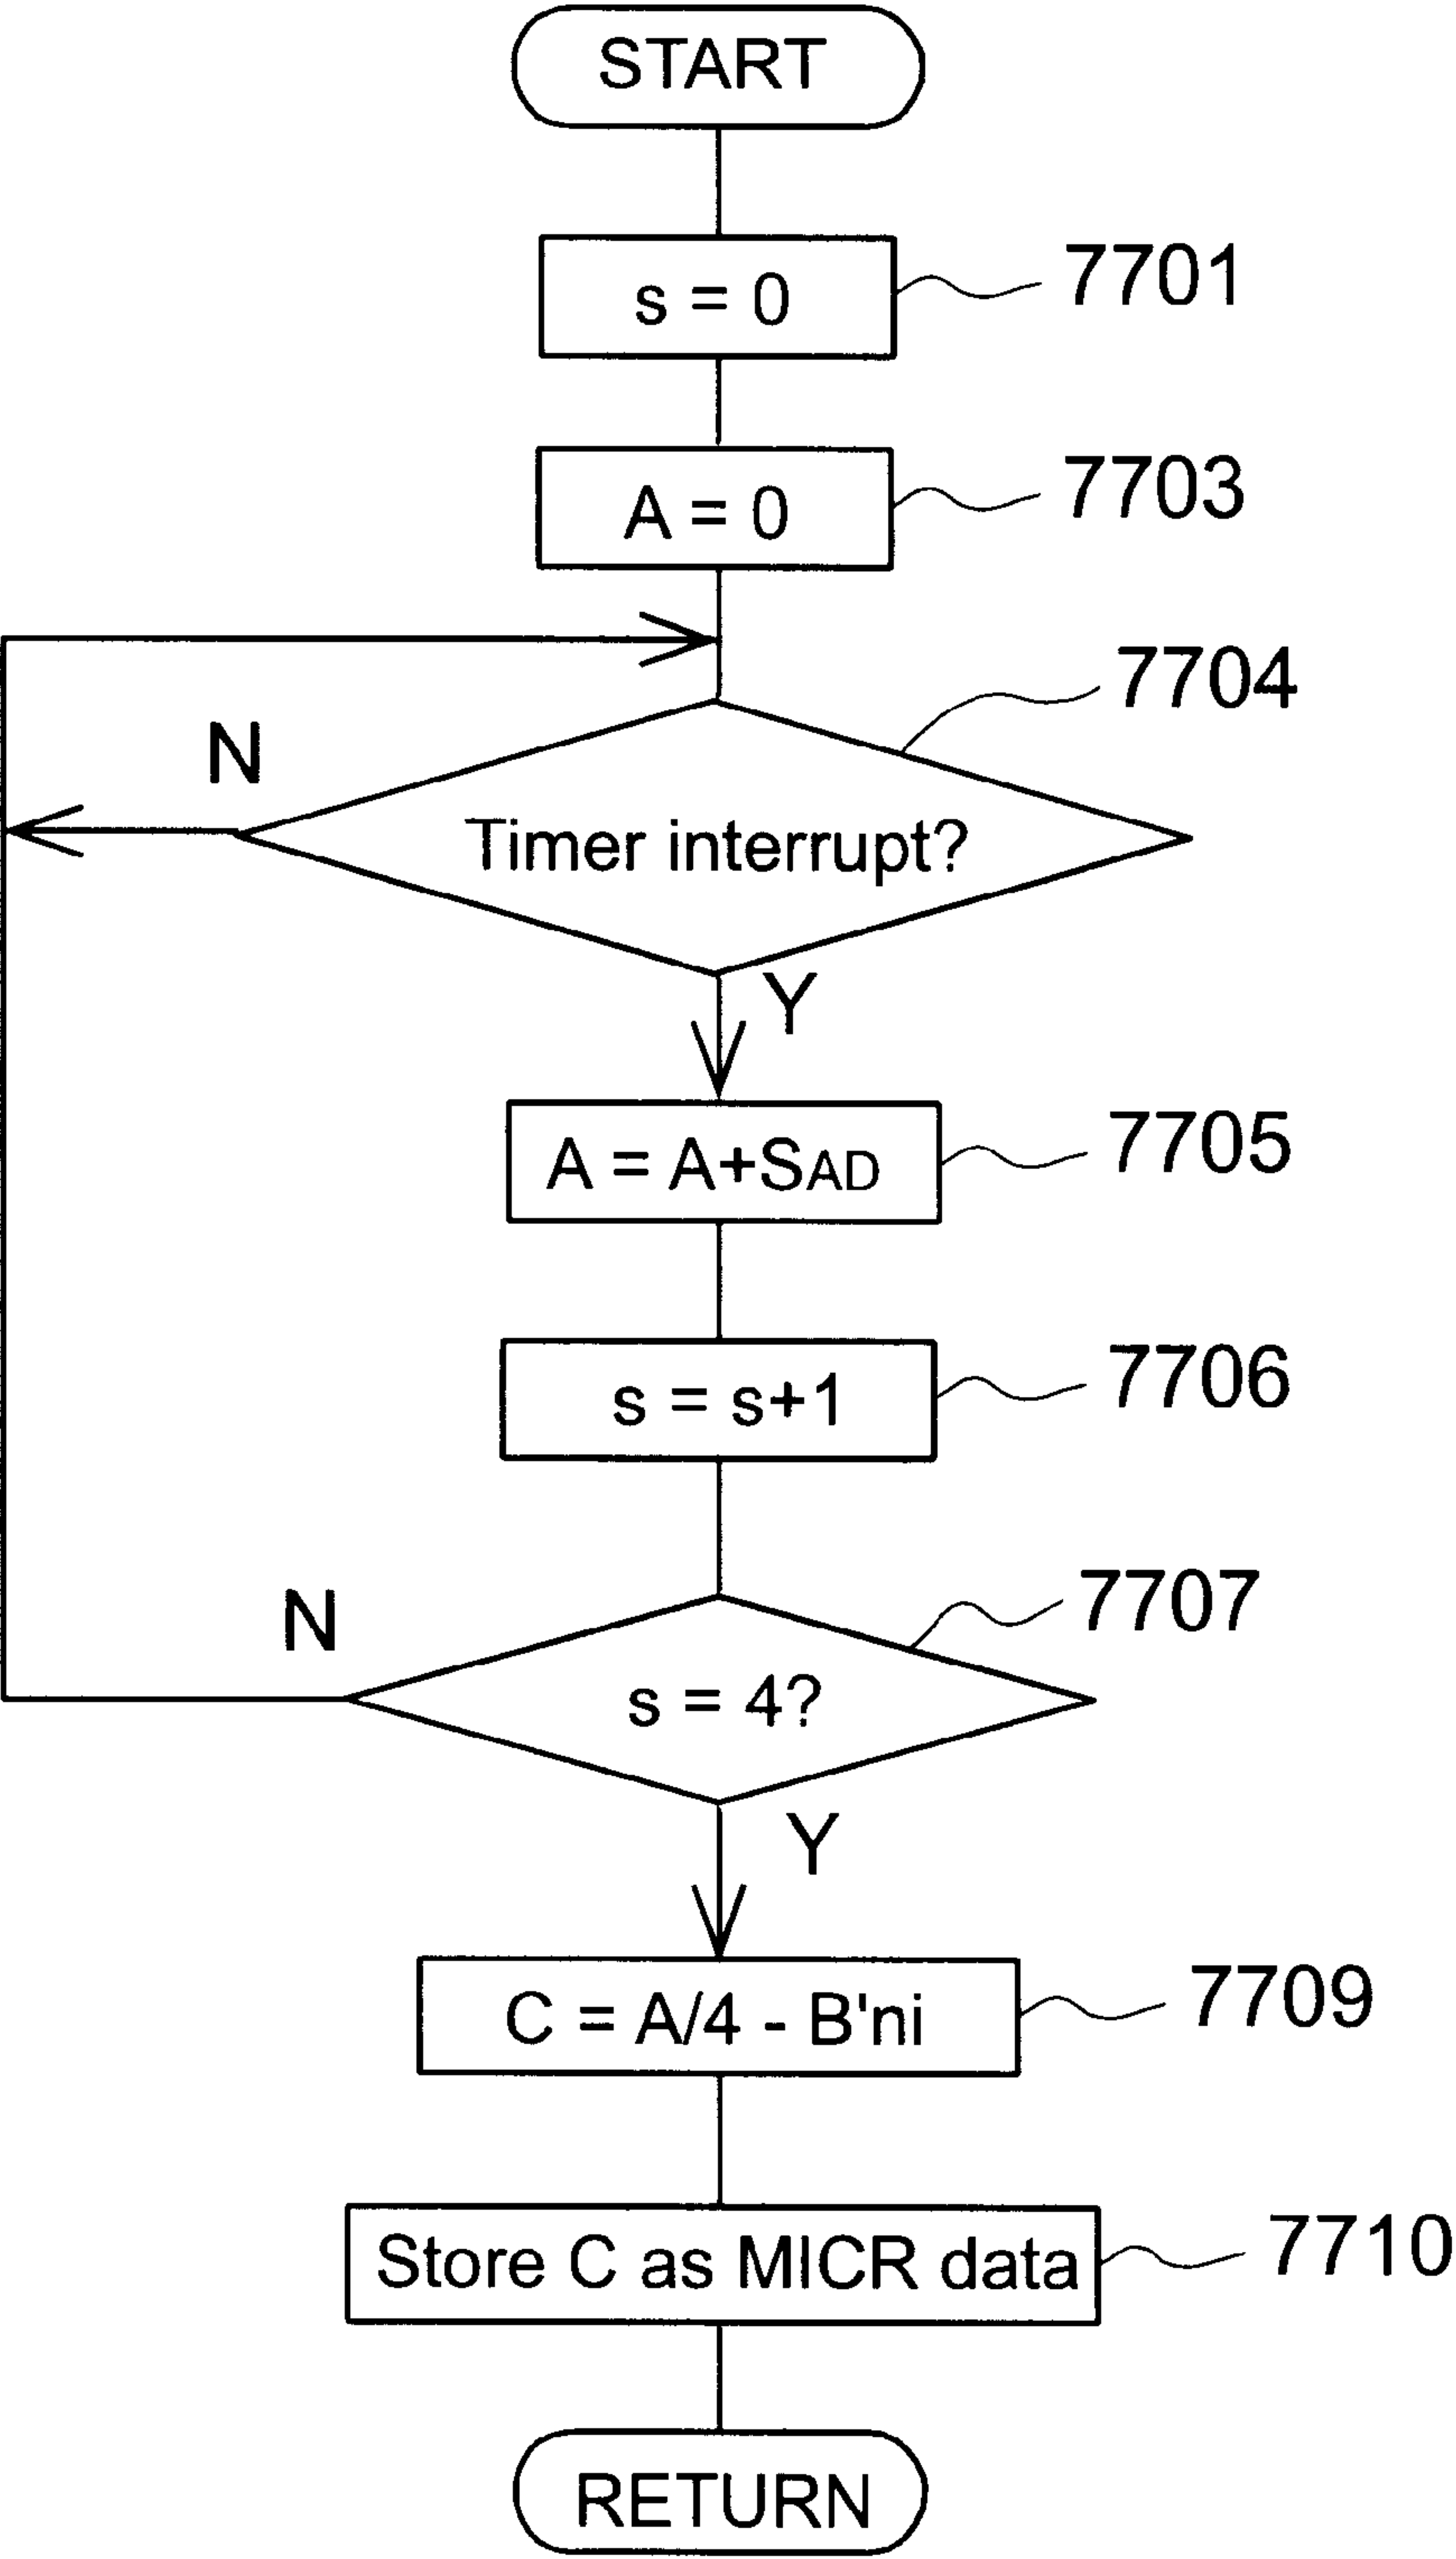 START
s = 0
7701
A = 0
7703
7704
N
Timer interrupt?
Y
A = A+SAD
7705
s = s+1
7706
7707
N
s = 4?
Y
C = A/4 - B'ni
7709
Store C as MICR data
7710
RETURN